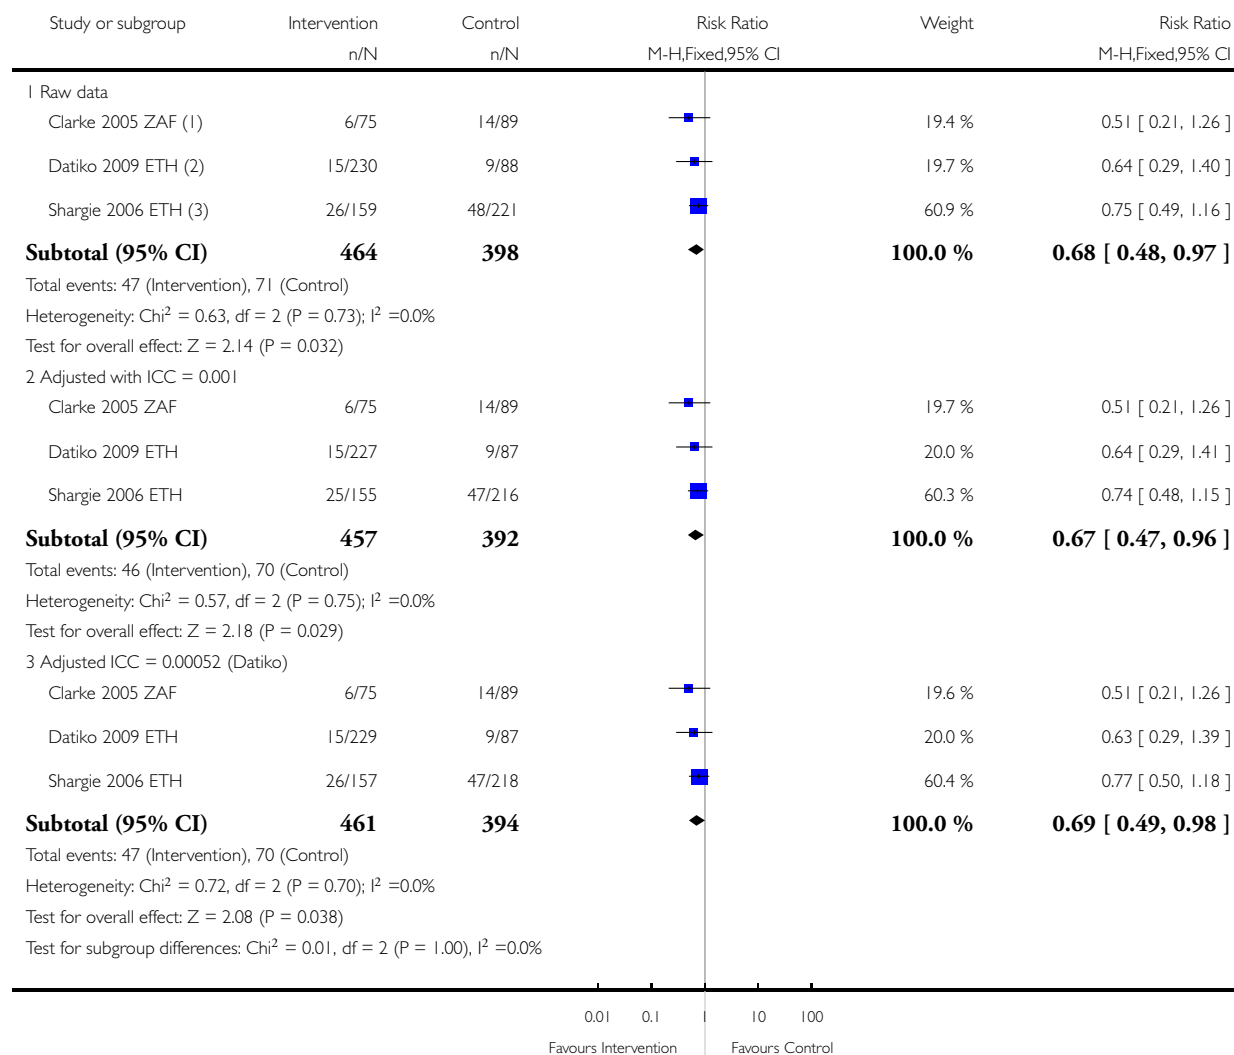 Study or subgroup Intervention Control Risk Ratio Weight Risk Ratio
n/N n/N M-H,Fixed,95% CI M-H,Fixed,95% CI
1 Raw data
Clarke 2005 ZAF (1) 6/75 14/89 19.4 % 0.51 [ 0.21, 1.26 ]
Datiko 2009 ETH (2) 15/230 9/88 19.7 % 0.64 [ 0.29, 1.40 ]
Shargie 2006 ETH (3) 26/159 48/221 60.9 % 0.75 [ 0.49, 1.16 ]
Subtotal (95% CI) 464 398 100.0 % 0.68 [ 0.48, 0.97 ]
Total events: 47 (Intervention), 71 (Control)
Heterogeneity: Chi² = 0.63, df = 2 (P = 0.73); I² =0.0%
Test for overall effect: Z = 2.14 (P = 0.032)
2 Adjusted with ICC = 0.001
Clarke 2005 ZAF 6/75 14/89 19.7 % 0.51 [ 0.21, 1.26 ]
Datiko 2009 ETH 15/227 9/87 20.0 % 0.64 [ 0.29, 1.41 ]
Shargie 2006 ETH 25/155 47/216 60.3 % 0.74 [ 0.48, 1.15 ]
Subtotal (95% CI) 457 392 100.0 % 0.67 [ 0.47, 0.96 ]
Total events: 46 (Intervention), 70 (Control)
Heterogeneity: Chi² = 0.57, df = 2 (P = 0.75); I² =0.0%
Test for overall effect: Z = 2.18 (P = 0.029)
3 Adjusted ICC = 0.00052 (Datiko)
Clarke 2005 ZAF 6/75 14/89 19.6 % 0.51 [ 0.21, 1.26 ]
Datiko 2009 ETH 15/229 9/87 20.0 % 0.63 [ 0.29, 1.39 ]
Shargie 2006 ETH 26/157 47/218 60.4 % 0.77 [ 0.50, 1.18 ]
Subtotal (95% CI) 461 394 100.0 % 0.69 [ 0.49, 0.98 ]
Total events: 47 (Intervention), 70 (Control)
Heterogeneity: Chi² = 0.72, df = 2 (P = 0.70); I² =0.0%
Test for overall effect: Z = 2.08 (P = 0.038)
Test for subgroup differences: Chi² = 0.01, df = 2 (P = 1.00), I² =0.0%
0.01 0.1 1 10 100
Favours Intervention Favours Control